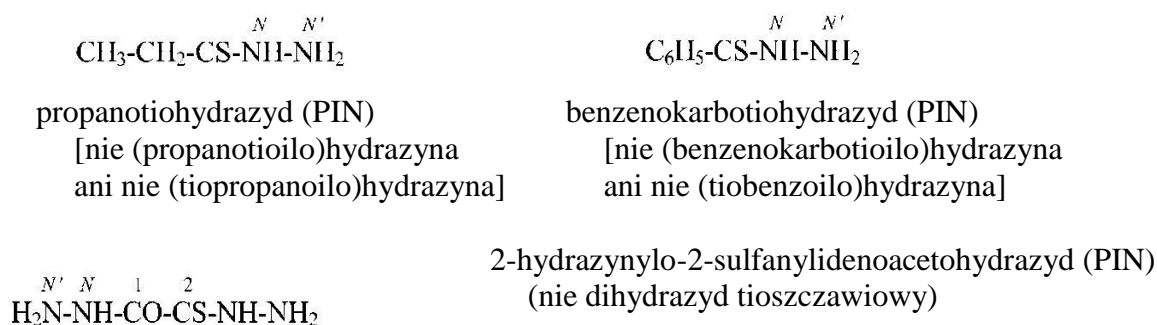 N N' N N'
CH₃-CH₂-CS-NH-NH₂ C₆H₅-CS-NH-NH₂
propanotiohydrazyd (PIN) benzenokarbotiohydrazyd (PIN)
[nie (propanotioilo)hydrazyna [nie (benzenokarbotioilo)hydrazyna
ani nie (tiopropanoilo)hydrazyna] ani nie (tiobenzoilo)hydrazyna]
2-hydrazynylo-2-sulfanylidenoacetohydrazyd (PIN)
N' N 1 2
(nie dihydrazyd tioszczawiowy)
H₂N-NH-CO-CS-NH-NH₂